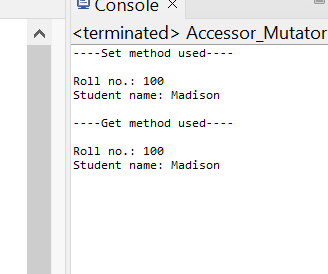 Console
<terminated> Accessor_Mutator
----Set method used----
Roll no.: 100
Student name: Madison
----Get method used----
Roll no.: 100
Student name: Madison